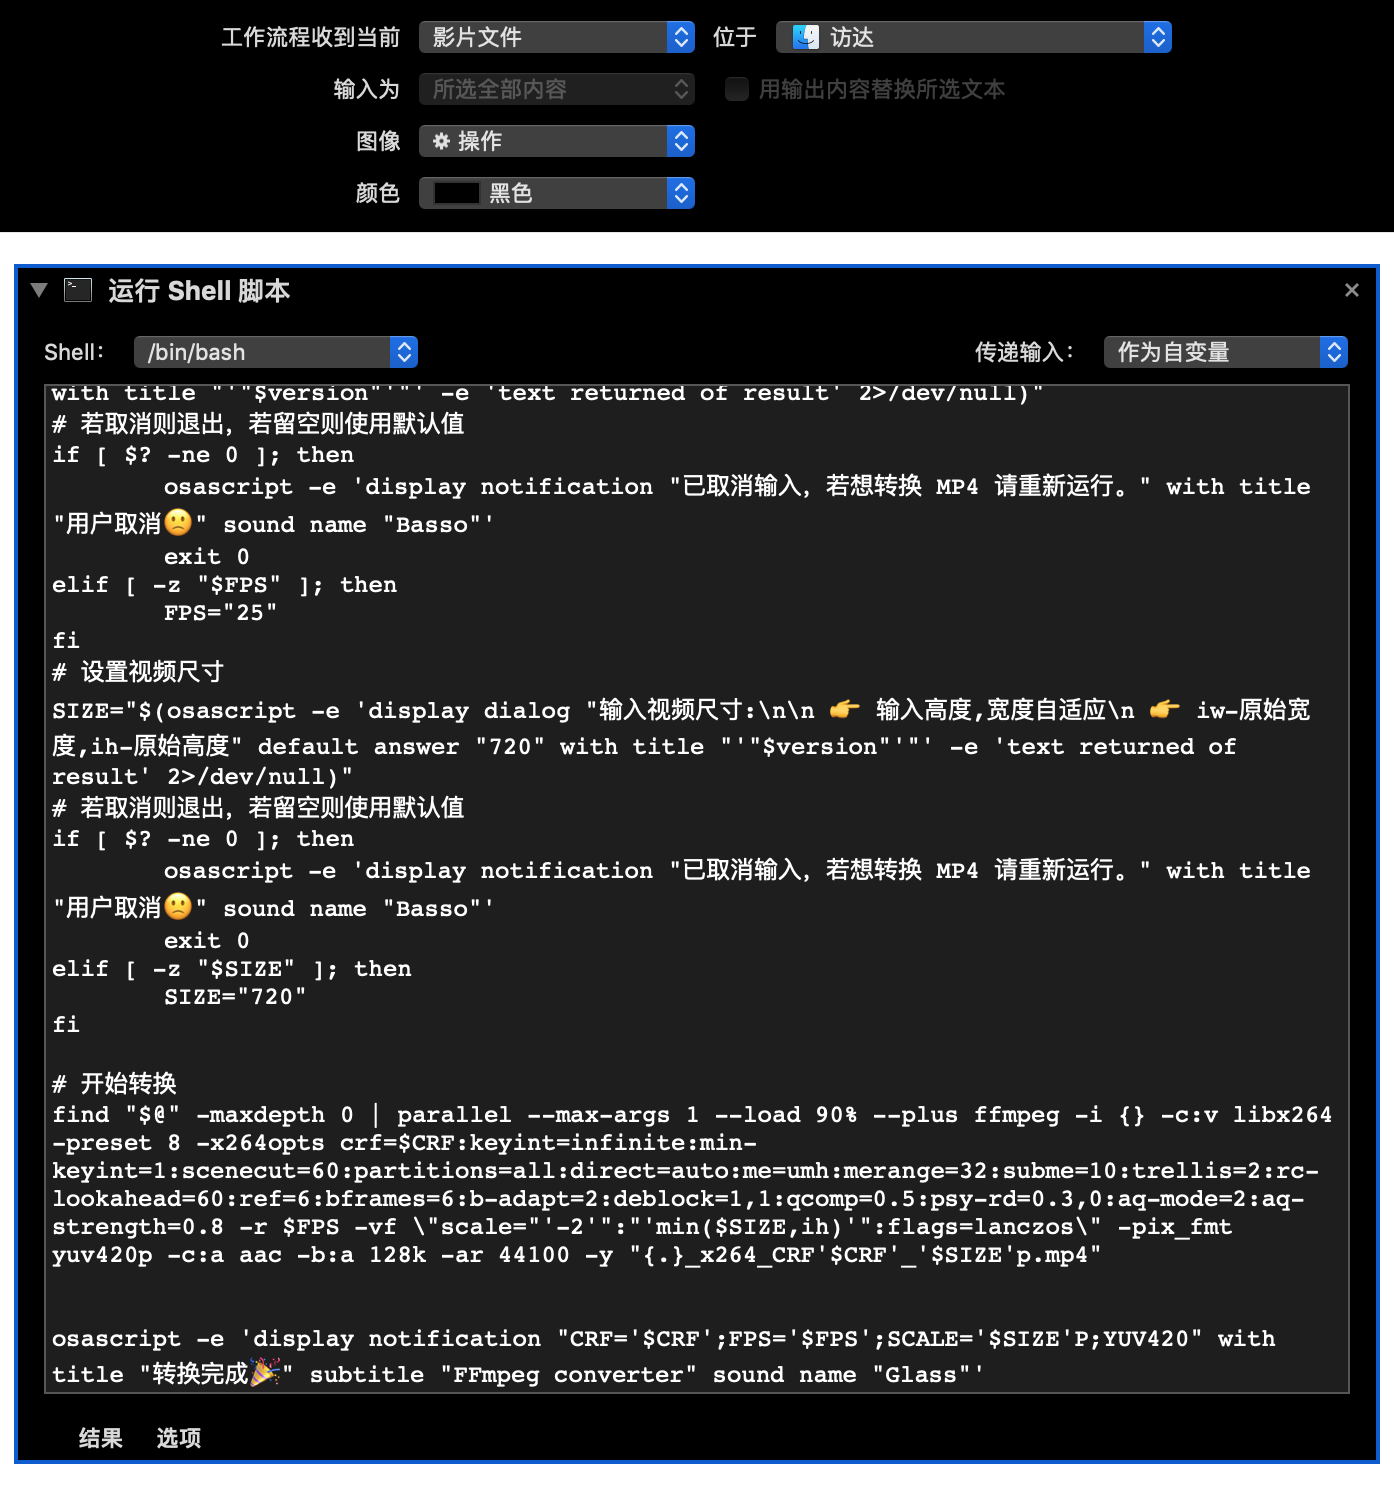 工作流程收到当前 影片文件 位于 访达
输入为 所选全部内容 用输出内容替换所选文本
图像 操作
颜色 黑色
运行 Shell 脚本
Shell: /bin/bash 传递输入: 作为自变量
with title "'"$version"'"' -e 'text returned of result' 2>/dev/null)"
# 若取消则退出，若留空则使用默认值
if [ $? -ne 0 ]; then
osascript -e 'display notification "已取消输入，若想转换 MP4 请重新运行。" with title
"用户取消🙁" sound name "Basso"'
exit 0
elif [ -z "$FPS" ]; then
FPS="25"
fi
# 设置视频尺寸
SIZE="$(osascript -e 'display dialog "输入视频尺寸:\n\n 👉 输入高度,宽度自适应\n 👉 iw-原始宽
度,ih-原始高度" default answer "720" with title "'"$version"'"' -e 'text returned of
result' 2>/dev/null)"
# 若取消则退出，若留空则使用默认值
if [ $? -ne 0 ]; then
osascript -e 'display notification "已取消输入，若想转换 MP4 请重新运行。" with title
"用户取消🙁" sound name "Basso"'
exit 0
elif [ -z "$SIZE" ]; then
SIZE="720"
fi
# 开始转换
find "$@" -maxdepth 0 | parallel --max-args 1 --load 90% --plus ffmpeg -i {} -c:v libx264
-preset 8 -x264opts crf=$CRF:keyint=infinite:min-
keyint=1:scenecut=60:partitions=all:direct=auto:me=umh:merange=32:subme=10:trellis=2:rc-
lookahead=60:ref=6:bframes=6:b-adapt=2:deblock=1,1:qcomp=0.5:psy-rd=0.3,0:aq-mode=2:aq-
strength=0.8 -r $FPS -vf \"scale="'-2'":"'min($SIZE,ih)'":flags=lanczos\" -pix_fmt
yuv420p -c:a aac -b:a 128k -ar 44100 -y "{.}_x264_CRF'$CRF'_'$SIZE'p.mp4"
osascript -e 'display notification "CRF='$CRF';FPS='$FPS';SCALE='$SIZE'P;YUV420" with
title "转换完成🎉" subtitle "FFmpeg converter" sound name "Glass"'
结果 选项